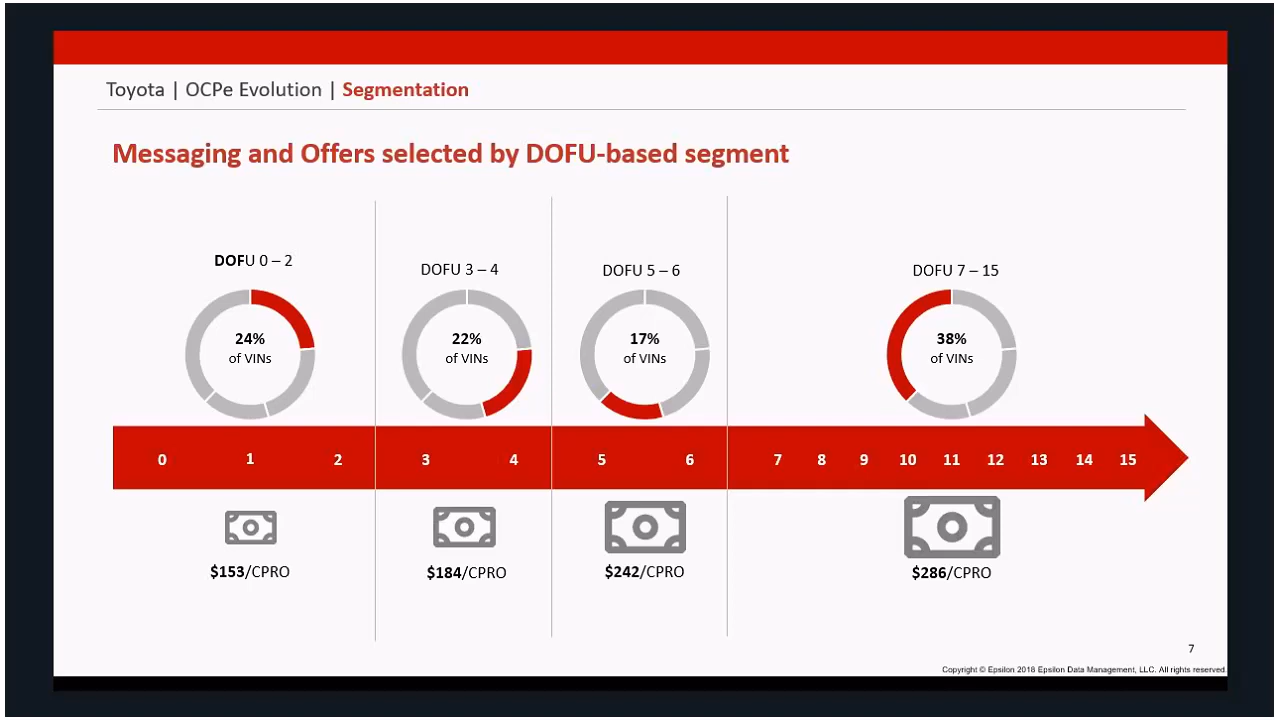 Toyota | OCPe Evolution | Segmentation
Messaging and Offers selected by DOFU-based segment
DOFU 0 – 2
DOFU 3 – 4
DOFU 5 – 6
DOFU 7 – 15
24%
of VINs
22%
of VINs
17%
of VINs
38%
of VINs
0 1 2 3 4 5 6 7 8 9 10 11 12 13 14 15
$153/CPRO
$184/CPRO
$242/CPRO
$286/CPRO
7
Copyright © Epsilon 2018 Epsilon Data Management, LLC. All rights reserved.